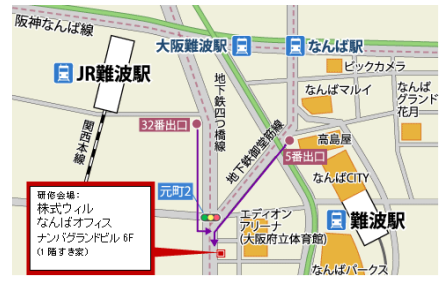 阪神なんば線
大阪難波駅
なんば駅
JR難波駅
ビックカメラ
なんばマルイ
なんば
グランド
花月
地下鉄四つ橋線
32番出口
関西本線
地下鉄御堂筋線
高島屋
5番出口
なんばCITY
元町2
研修会場:
株式ウィル
なんばオフィス
ナンバグランドビル 6F
(1階すき家)
エディオン
アリーナ
(大阪府立体育館)
難波駅
なんばパークス